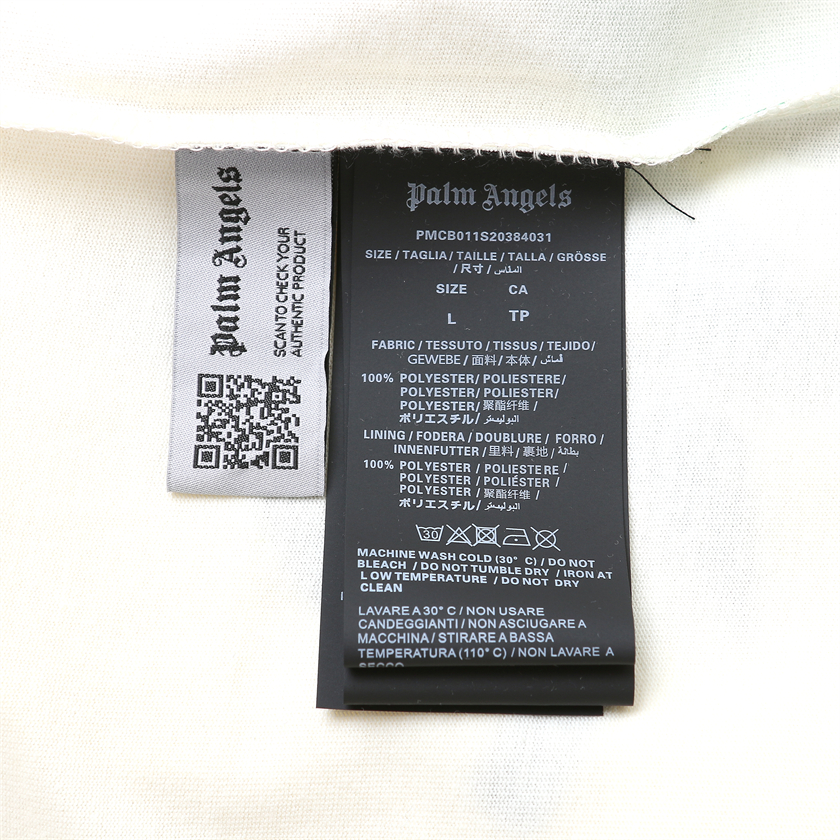 Palm Angels
SCAN TO CHECK YOUR
AUTHENTIC PRODUCT
Palm Angels
PMCB011S20384031
SIZE / TAGLIA / TAILLE / TALLA / GRÖSSE
/ 尺寸 / المقاس
SIZE CA
L TP
FABRIC / TESSUTO / TISSUS / TEJIDO /
GEWEBE / 面料 / 本体 / قماش
100% POLYESTER / POLIESTERE /
POLYESTER / POLIÉSTER /
POLYESTER / 聚酯纤维 /
ポリエステル / البوليستر
LINING / FODERA / DOUBLURE / FORRO /
INNENFUTTER / 里料 / 裏地 / بطانة
100% POLYESTER / POLIESTERE /
POLYESTER / POLIÉSTER /
POLYESTER / 聚酯纤维 /
ポリエステル / البوليستر
30
MACHINE WASH COLD (30° C) / DO NOT
BLEACH / DO NOT TUMBLE DRY / IRON AT
LOW TEMPERATURE / DO NOT DRY
CLEAN
LAVARE A 30° C / NON USARE
CANDEGGIANTI / NON ASCIUGARE A
MACCHINA / STIRARE A BASSA
TEMPERATURA (110° C) / NON LAVARE A
SECCO